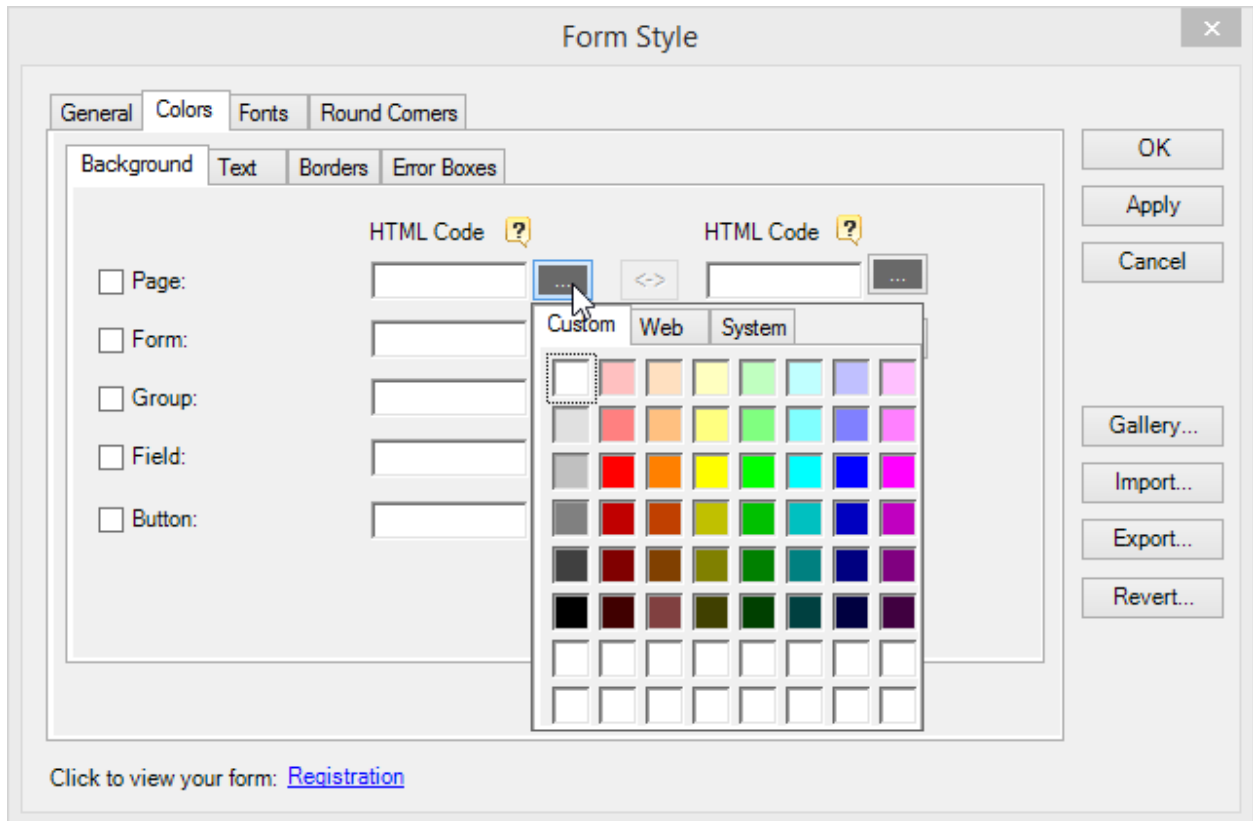 Form Style
General Colors Fonts Round Corners
Background Text Borders Error Boxes
HTML Code ? HTML Code ?
Page: ... <-> ...
Custom Web System
Form:
Group:
Field:
Button:
OK
Apply
Cancel
Gallery...
Import...
Export...
Revert...
Click to view your form: Registration